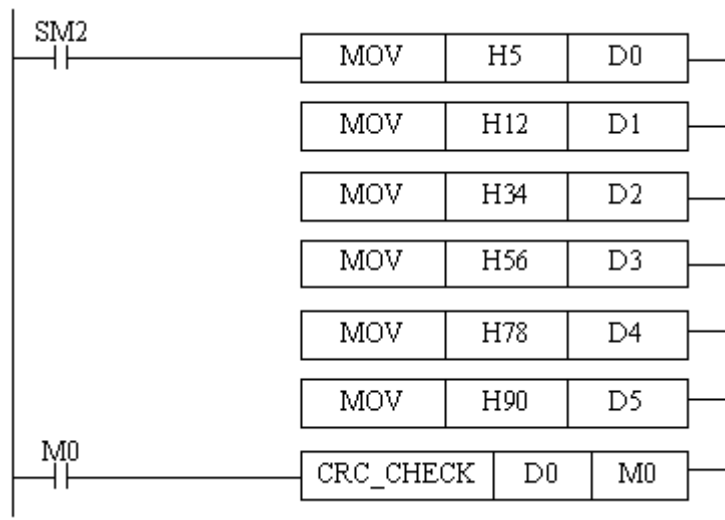 SM2
MOV H5 D0
MOV H12 D1
MOV H34 D2
MOV H56 D3
MOV H78 D4
MOV H90 D5
M0
CRC_CHECK D0 M0